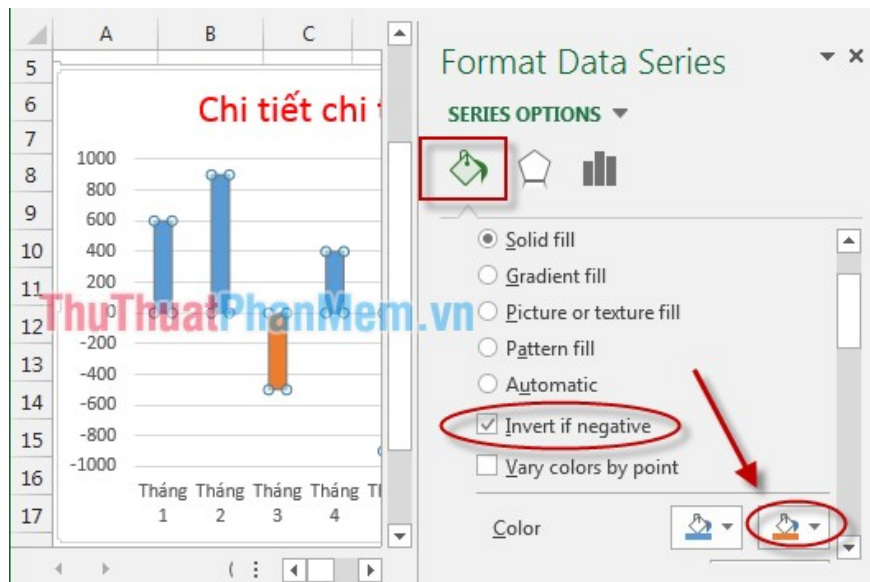 A B C
5
6
7
8
9
10
11
12
13
14
15
16
17
Chi tiết chi
1000
800
600
400
200
0
-200
-400
-600
-800
-1000
Tháng 1
Tháng 2
Tháng 3
Tháng 4
ThuThuatPhanMem.vn
Format Data Series
SERIES OPTIONS
Solid fill
Gradient fill
Picture or texture fill
Pattern fill
Automatic
Invert if negative
Vary colors by point
Color